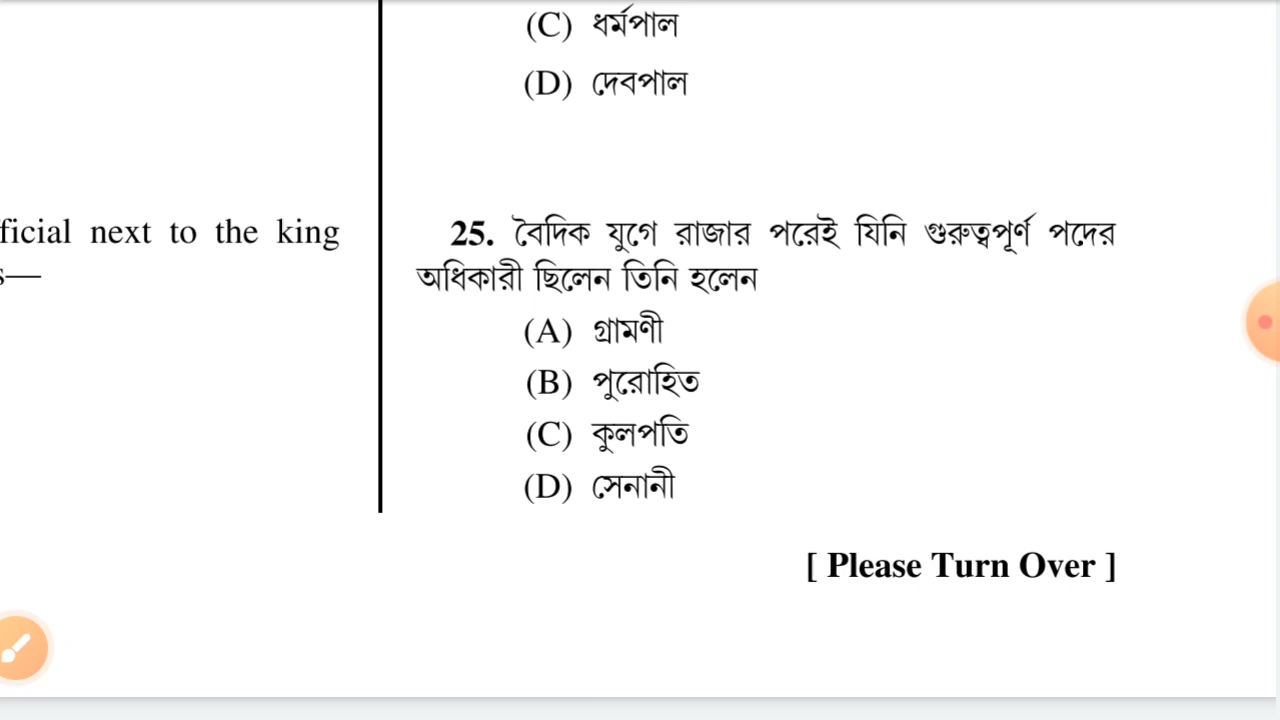 (C) ধর্মপাল
(D) দেবপাল
ficial next to the king
25. বৈদিক যুগে রাজার পরেই যিনি গুরুত্বপূর্ণ পদের
অধিকারী ছিলেন তিনি হলেন
(A) গ্রামণী
(B) পুরোহিত
(C) কুলপতি
(D) সেনানী
[ Please Turn Over ]